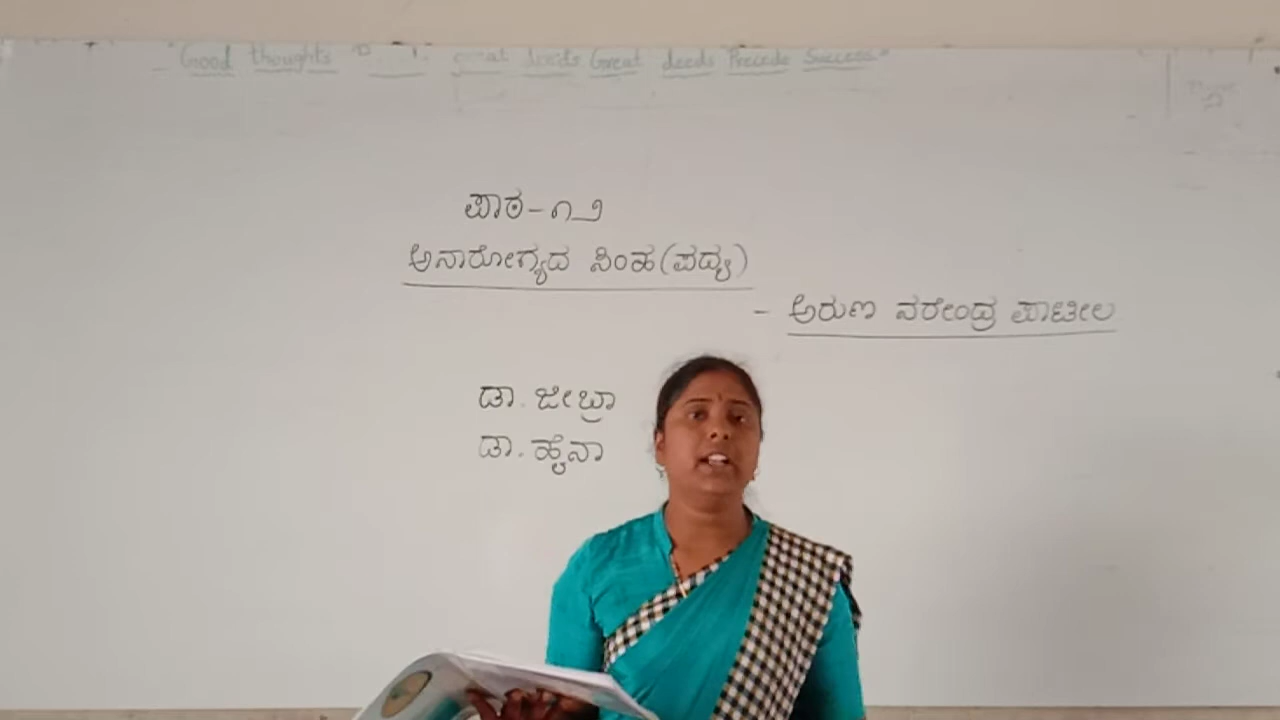 "Good thoughts great deeds Great deeds Precede Success"
ಪಾಠ-೧೨
ಅನಾರೋಗ್ಯದ ಸಿಂಹ(ಪದ್ಯ)
- ಅರುಣ ನರೇಂದ್ರ ಪಾಟೀಲ
ಡಾ. ಜೀಬ್ರಾ
ಡಾ. ಹೈನಾ